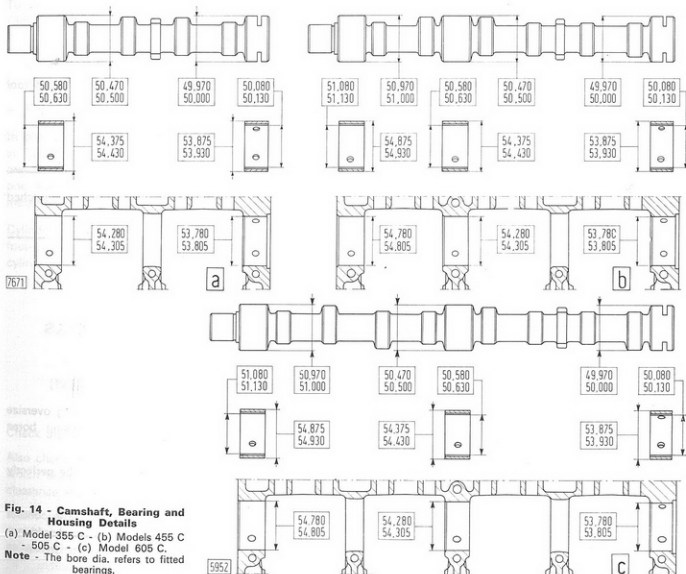 50,580 50,470 49,970 50,080
50,630 50,500 50,000 50,130
54,375 53,875
54,430 53,930
54,280 53,780
54,305 53,805
7671
a
51,080 50,970 50,580 50,470 49,970 50,080
51,130 51,000 50,630 50,500 50,000 50,130
54,875 54,375 53,875
54,930 54,430 53,930
54,780 54,280 53,780
54,805 54,305 53,805
b
51,080 50,970 50,470 50,580 49,970 50,080
51,130 51,000 50,500 50,630 50,000 50,130
54,875 54,375 53,875
54,930 54,430 53,930
54,780 54,280 53,780
54,805 54,305 53,805
5952
c
Fig. 14 - Camshaft, Bearing and
Housing Details
(a) Model 355 C - (b) Models 455 C
- 505 C - (c) Model 605 C.
Note - The bore dia. refers to fitted
bearings.